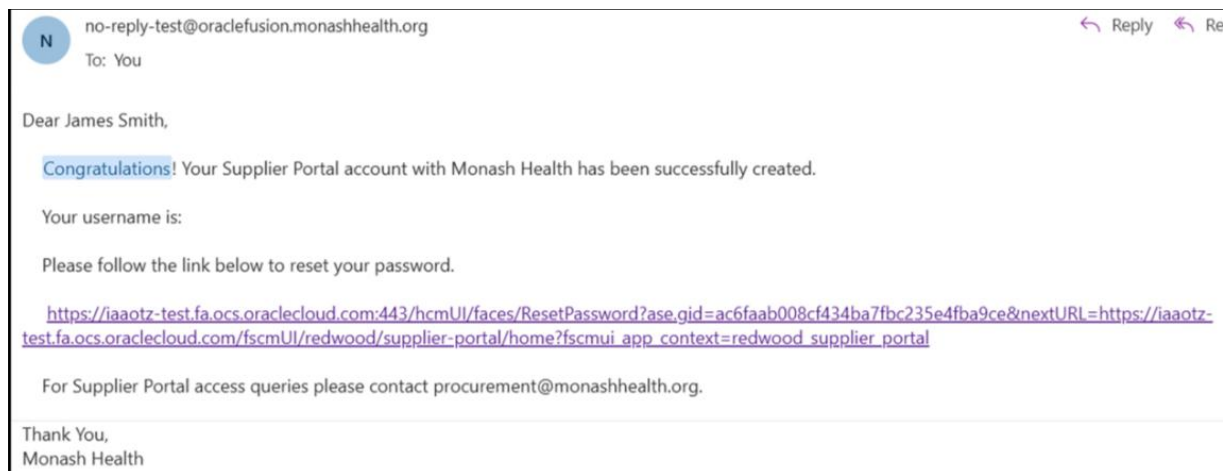 N
no-reply-test@oraclefusion.monashhealth.org
Reply
Re
To: You
Dear James Smith,
Congratulations! Your Supplier Portal account with Monash Health has been successfully created.
Your username is:
Please follow the link below to reset your password.
https://iaaotz-test.fa.ocs.oraclecloud.com:443/hcmUI/faces/ResetPassword?ase.gid=ac6faab008cf434ba7fbc235e4fba9ce&nextURL=https://iaaotz-
test.fa.ocs.oraclecloud.com/fscmUI/redwood/supplier-portal/home?fscmui_app_context=redwood_supplier_portal
For Supplier Portal access queries please contact procurement@monashhealth.org.
Thank You,
Monash Health